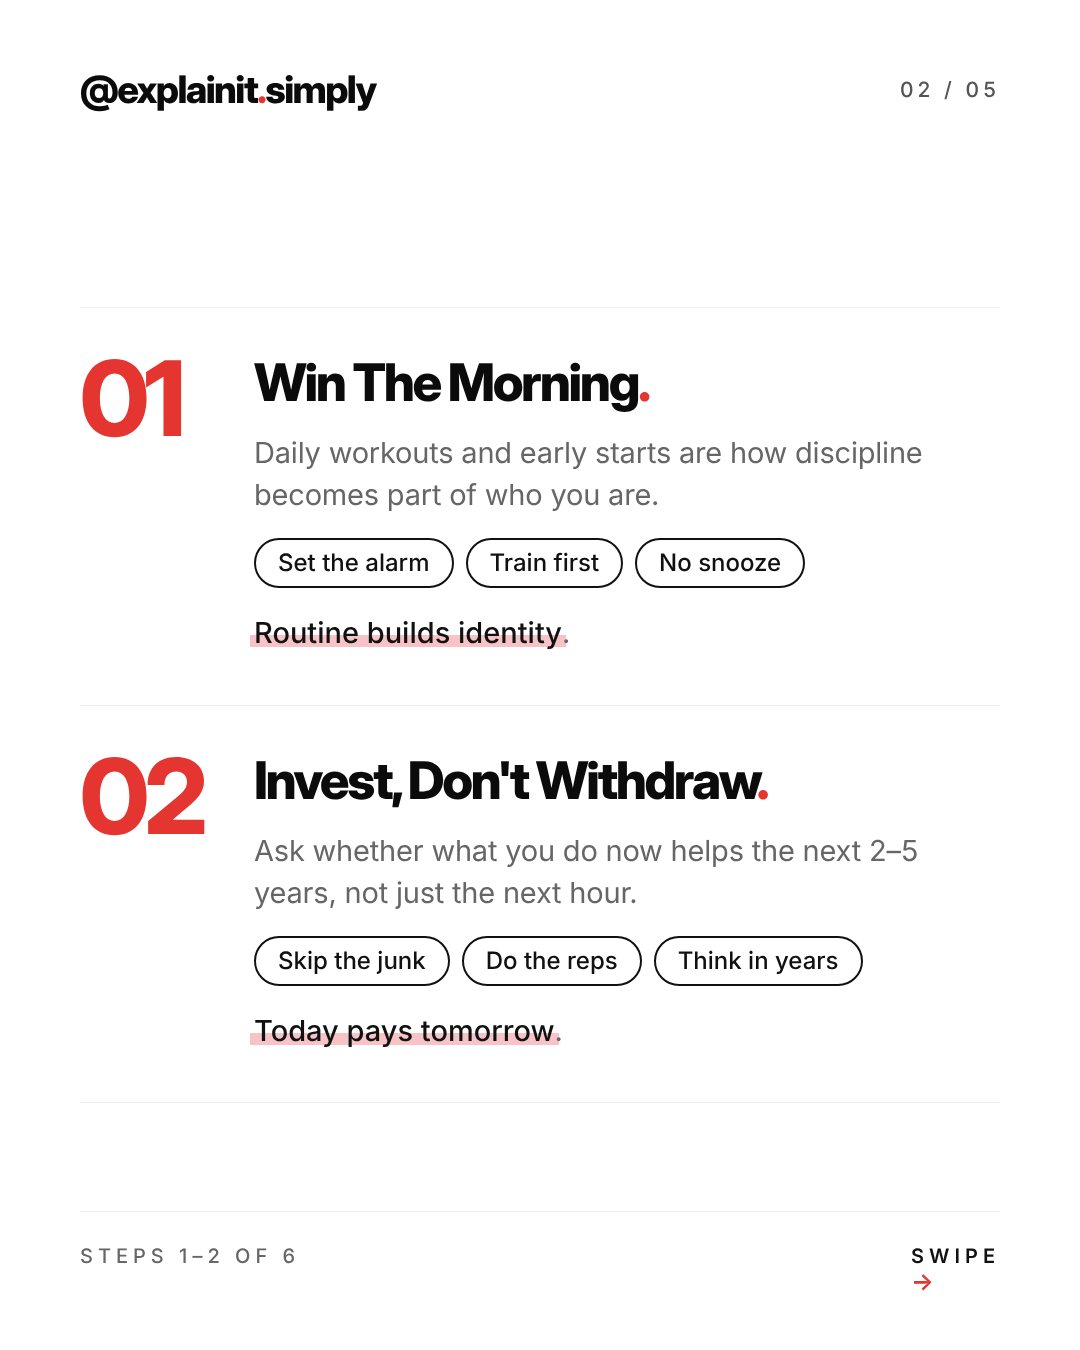 @explainit.simply
02 / 05
01
Win The Morning.
Daily workouts and early starts are how discipline
becomes part of who you are.
Set the alarm
Train first
No snooze
Routine builds identity.
02
Invest, Don't Withdraw.
Ask whether what you do now helps the next 2–5
years, not just the next hour.
Skip the junk
Do the reps
Think in years
Today pays tomorrow.
STEPS 1–2 OF 6
SWIPE
→